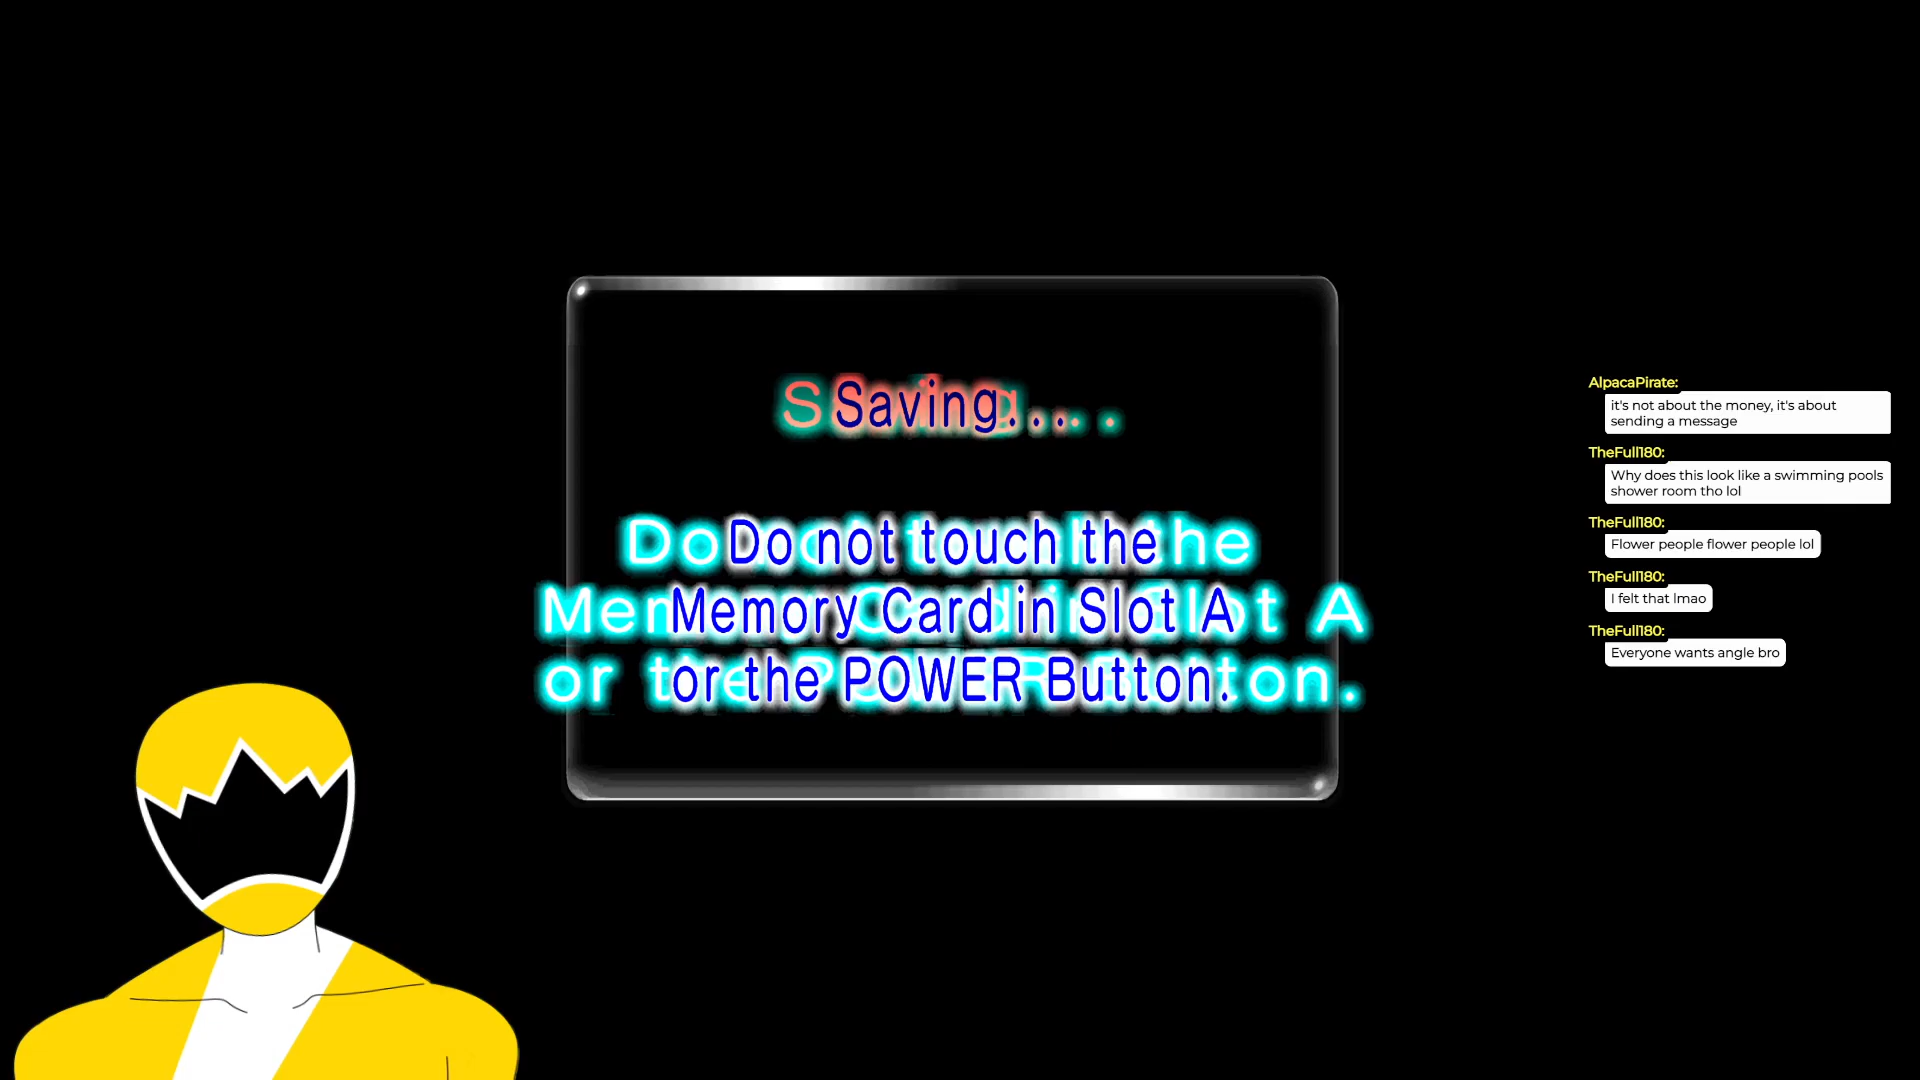 Saving....
Do not touch the
Memory Card in Slot A
or the POWER Button.
AlpacaPirate:
it's not about the money, it's about
sending a message
TheFull180:
Why does this look like a swimming pools
shower room tho lol
TheFull180:
Flower people flower people lol
TheFull180:
I felt that lmao
TheFull180:
Everyone wants angle bro